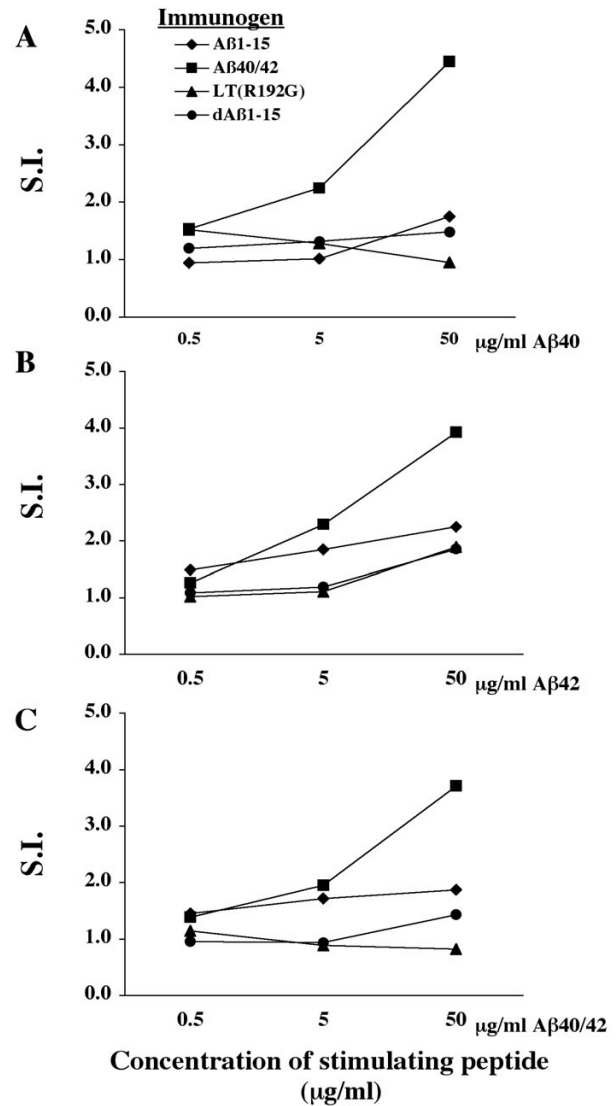 A
Immunogen
Aß1-15
Aß40/42
LT(R192G)
dAß1-15
S.I.
5.0
4.0
3.0
2.0
1.0
0.0
0.5 5 50 µg/ml Aβ40
B
S.I.
5.0
4.0
3.0
2.0
1.0
0.0
0.5 5 50 µg/ml Aβ42
C
S.I.
5.0
4.0
3.0
2.0
1.0
0.0
0.5 5 50 µg/ml Aβ40/42
Concentration of stimulating peptide
(µg/ml)